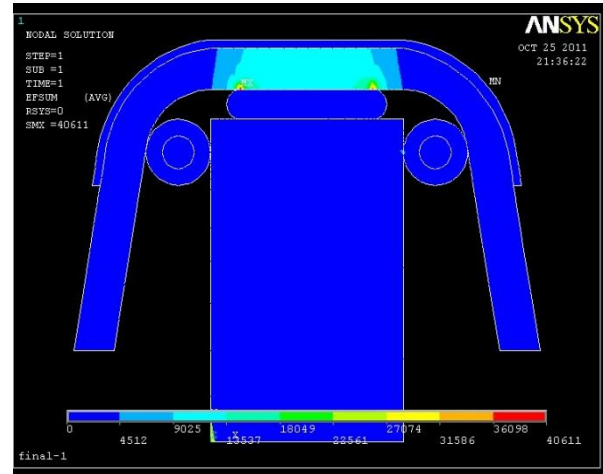 1
NODAL SOLUTION
ANSYS
STEP=1
SUB =1
TIME=1
EFSUM (AVG)
RSYS=0
SMX =40611
OCT 25 2011
21:36:22
MX
MN
X
0 9025 18049 27074 36098
4512 13537 22561 31586 40611
final-1